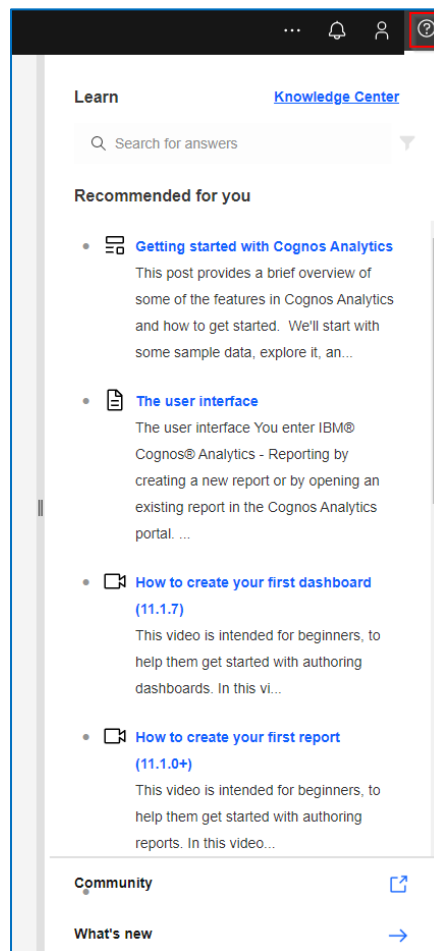 Learn Knowledge Center
Search for answers
Recommended for you
Getting started with Cognos Analytics
This post provides a brief overview of
some of the features in Cognos Analytics
and how to get started. We'll start with
some sample data, explore it, an...
The user interface
The user interface You enter IBM®
Cognos® Analytics - Reporting by
creating a new report or by opening an
existing report in the Cognos Analytics
portal. ...
How to create your first dashboard
(11.1.7)
This video is intended for beginners, to
help them get started with authoring
dashboards. In this vi...
How to create your first report
(11.1.0+)
This video is intended for beginners, to
help them get started with authoring
reports. In this video...
Community
What's new